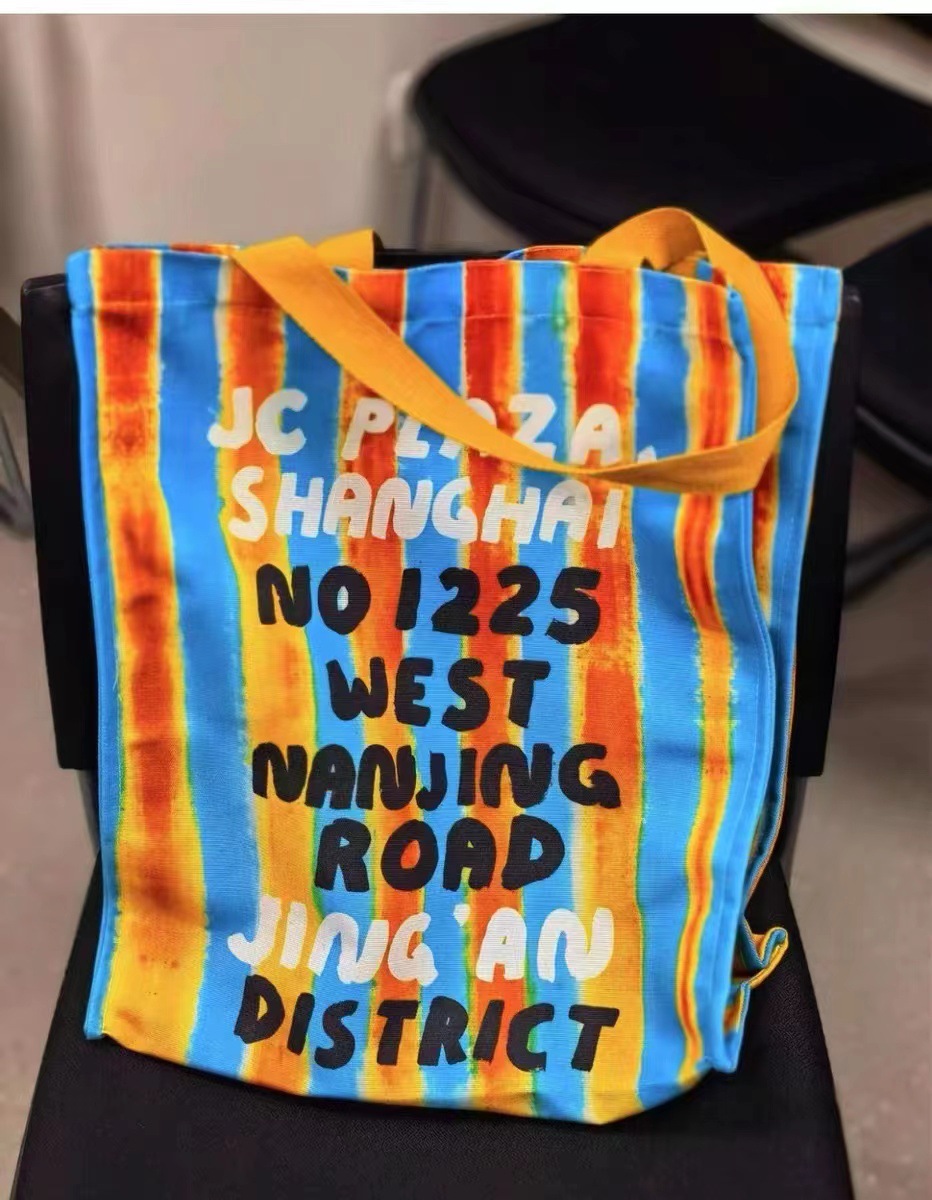 JC PLAZA,
SHANGHAI
NO 1225
WEST
NANJING
ROAD
JING'AN
DISTRICT